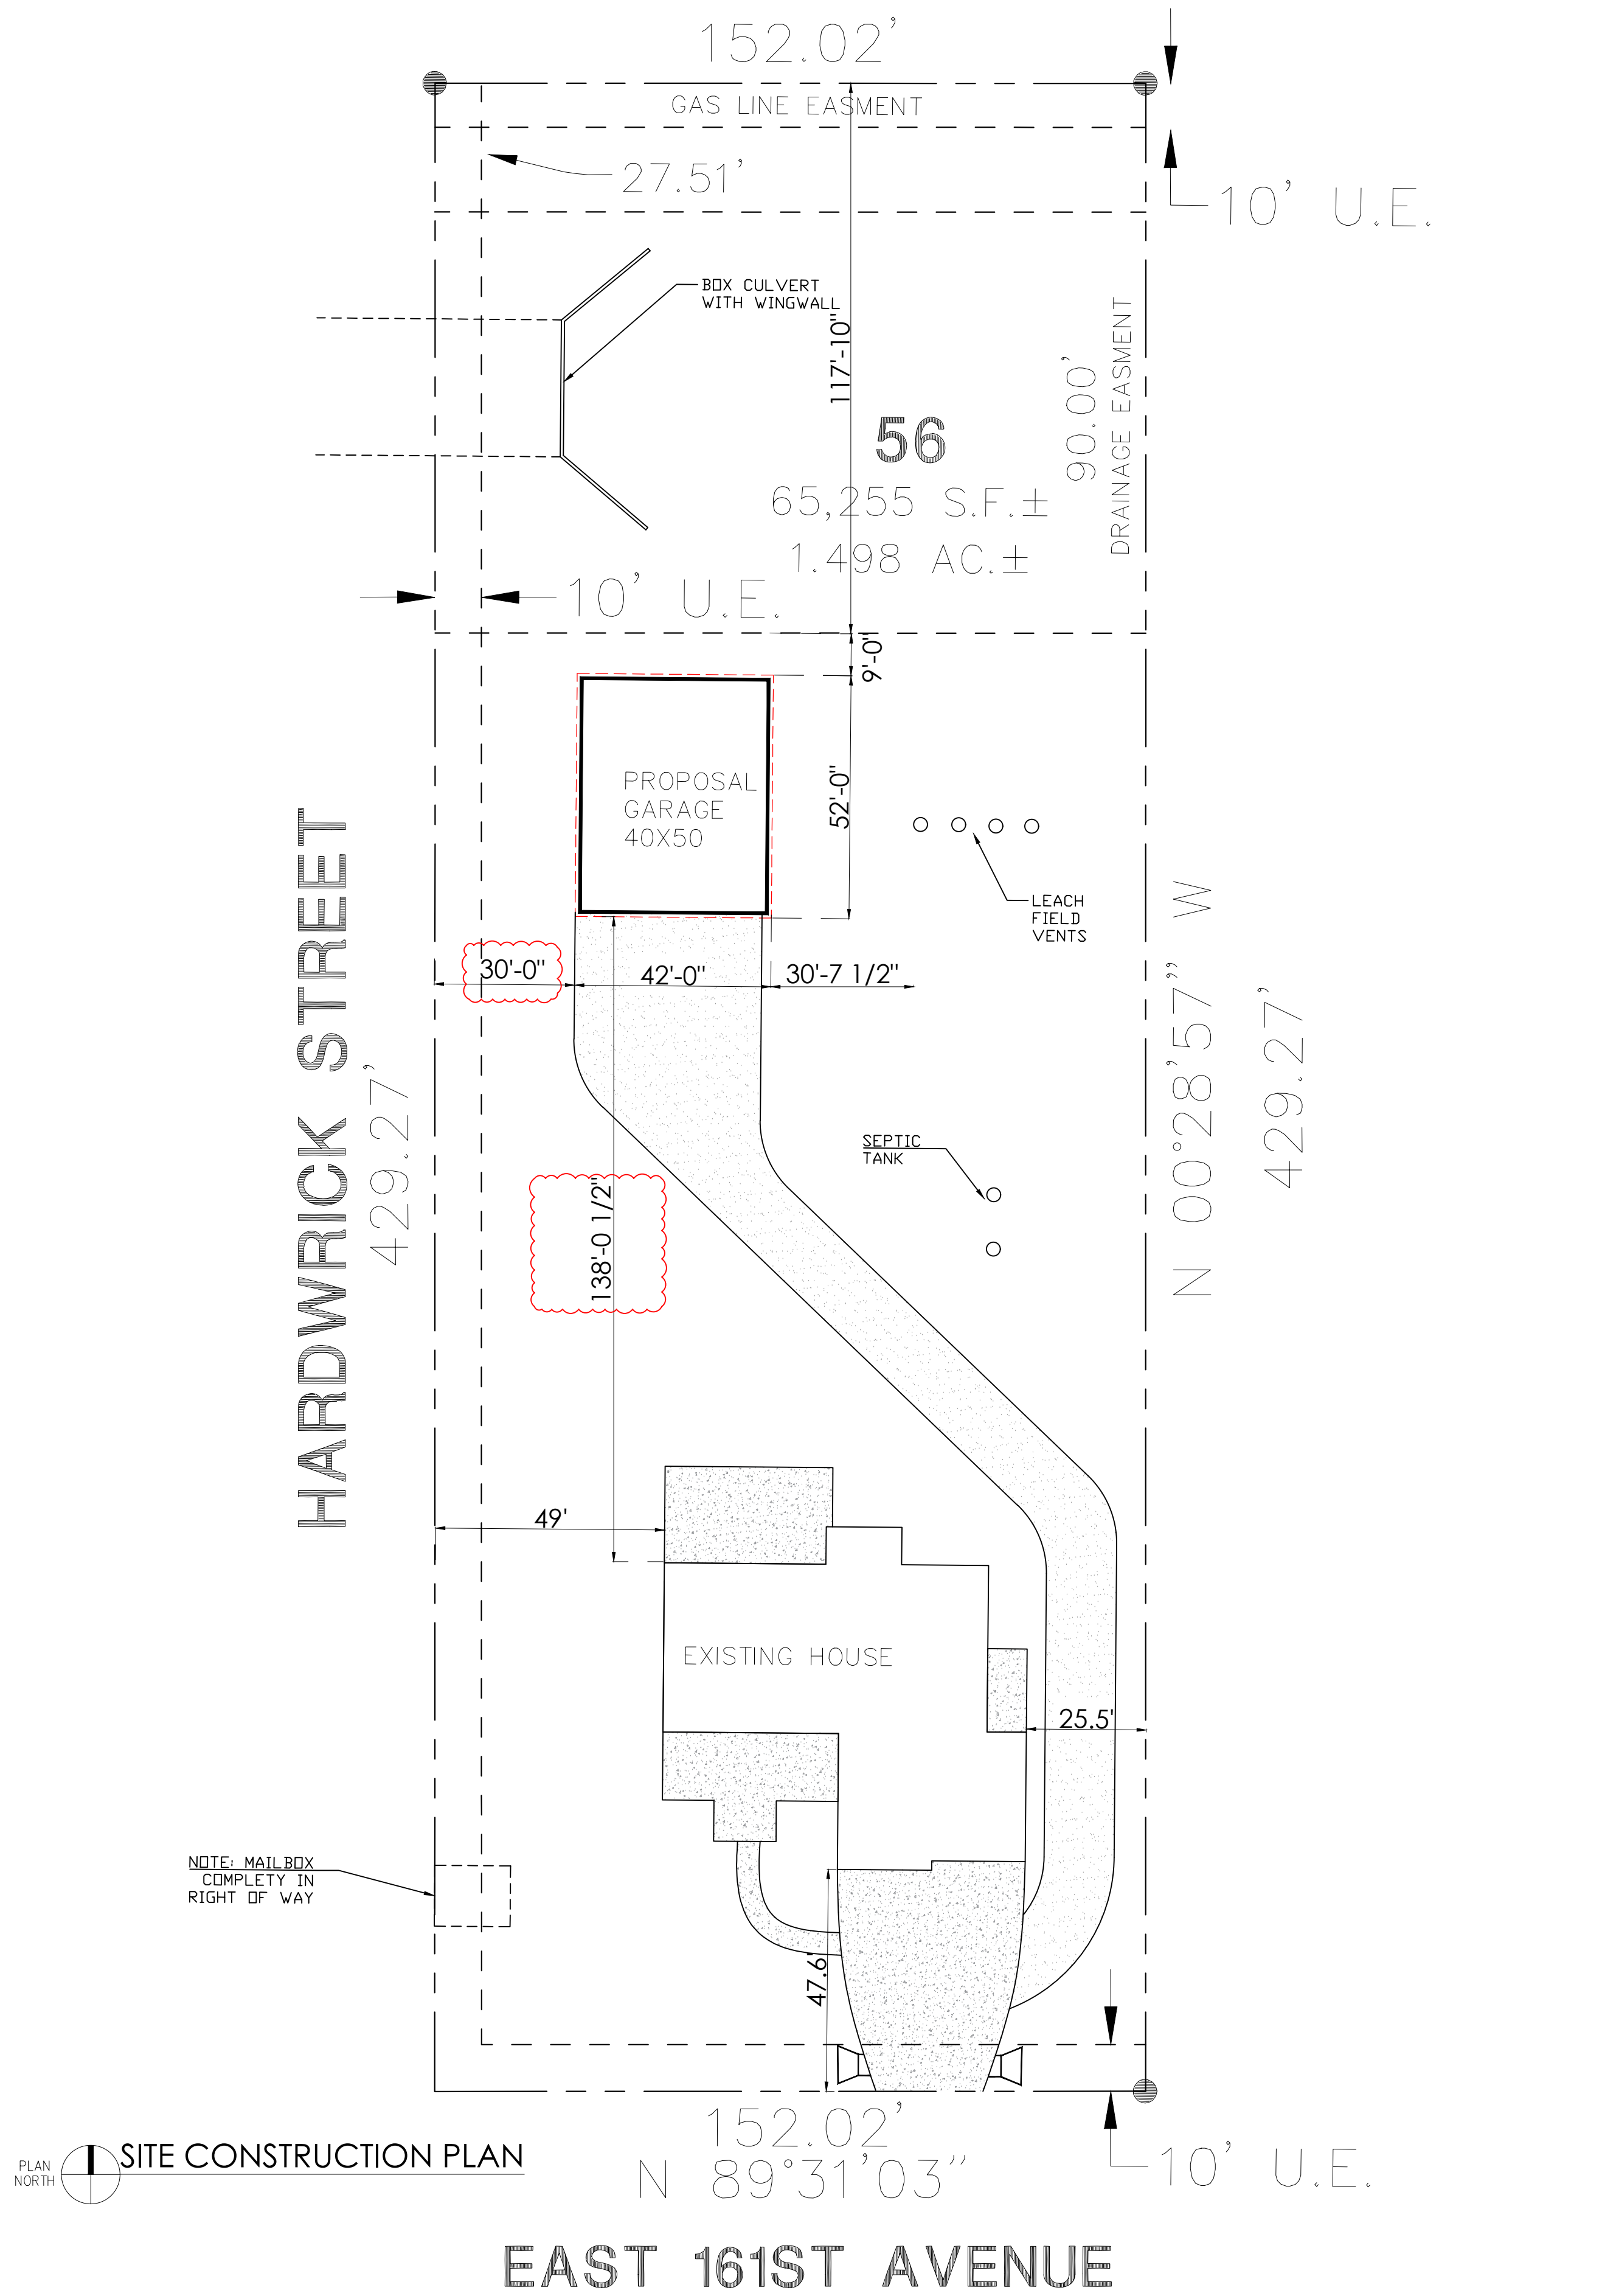 152.02'
GAS LINE EASMENT
27.51'
10' U.E.
BOX CULVERT
WITH WINGWALL
117'-10"
90.00'
DRAINAGE EASMENT
56
65,255 S.F.±
1.498 AC.±
10' U.E.
9'-0"
PROPOSAL
GARAGE
40X50
52'-0"
LEACH
FIELD
VENTS
30'-0"
42'-0"
30'-7 1/2"
HARDWRICK STREET
429.27'
N 00°28'57" W
429.27'
SEPTIC
TANK
138'-0 1/2"
49'
EXISTING HOUSE
25.5'
NOTE: MAILBOX
COMPLETY IN
RIGHT OF WAY
47.6'
152.02'
N 89°31'03"
10' U.E.
PLAN
NORTH
SITE CONSTRUCTION PLAN
EAST 161ST AVENUE